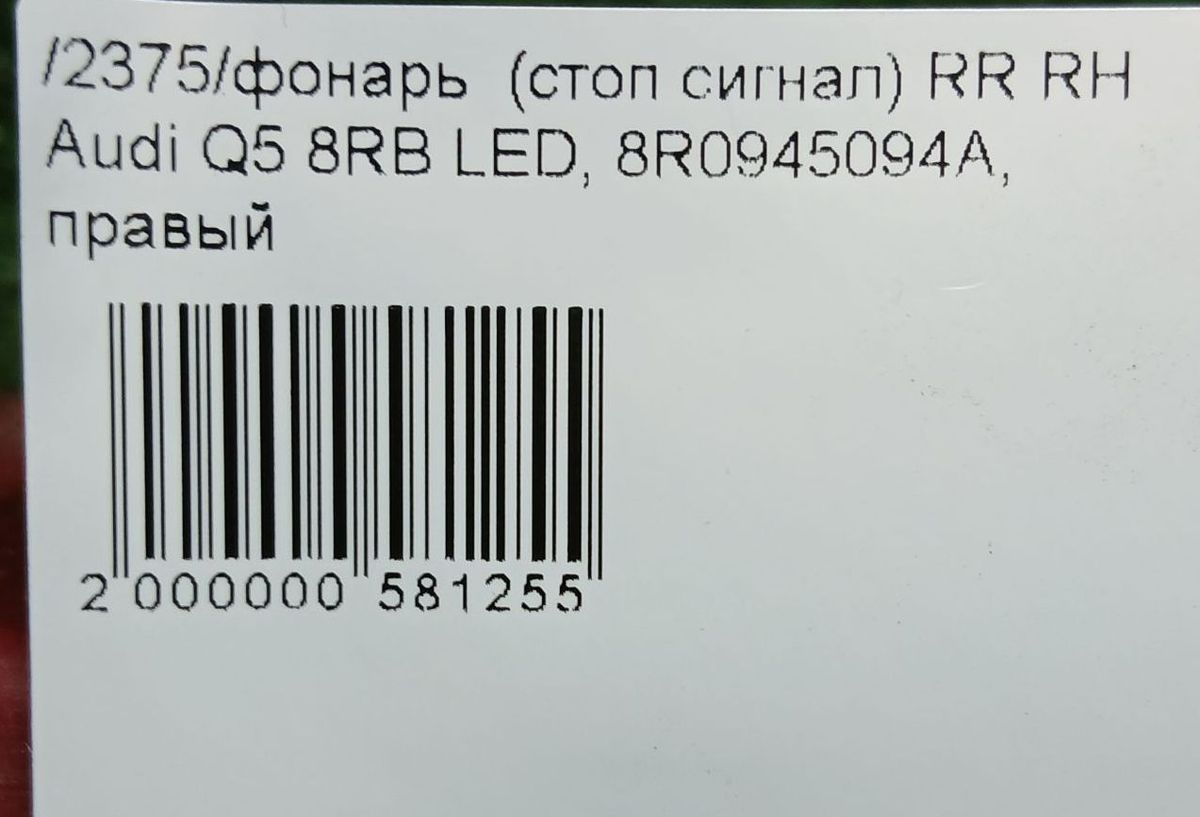 /2375/фонарь (стоп сигнал) RR RH
Audi Q5 8RB LED, 8R0945094A,
правый
2 000000 581255